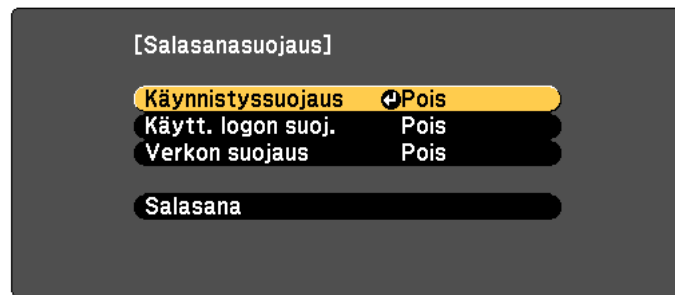 [Salasanasuojaus]
Käynnistyssuojaus Pois
Käytt. logon suoj. Pois
Verkon suojaus Pois
Salasana